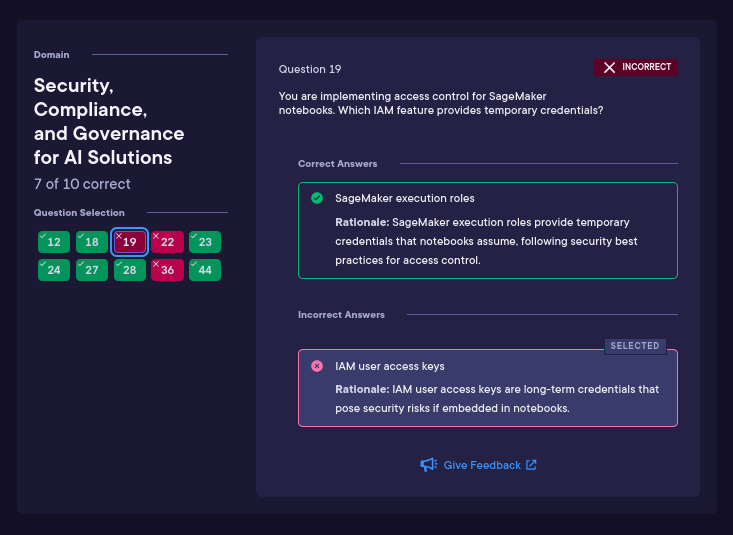 Domain
Security,
Compliance,
and Governance
for AI Solutions
7 of 10 correct
Question Selection
12 18 19 22 23
24 27 28 36 44
Question 19
INCORRECT
You are implementing access control for SageMaker
notebooks. Which IAM feature provides temporary credentials?
Correct Answers
SageMaker execution roles
Rationale: SageMaker execution roles provide temporary
credentials that notebooks assume, following security best
practices for access control.
Incorrect Answers
SELECTED
IAM user access keys
Rationale: IAM user access keys are long-term credentials that
pose security risks if embedded in notebooks.
Give Feedback